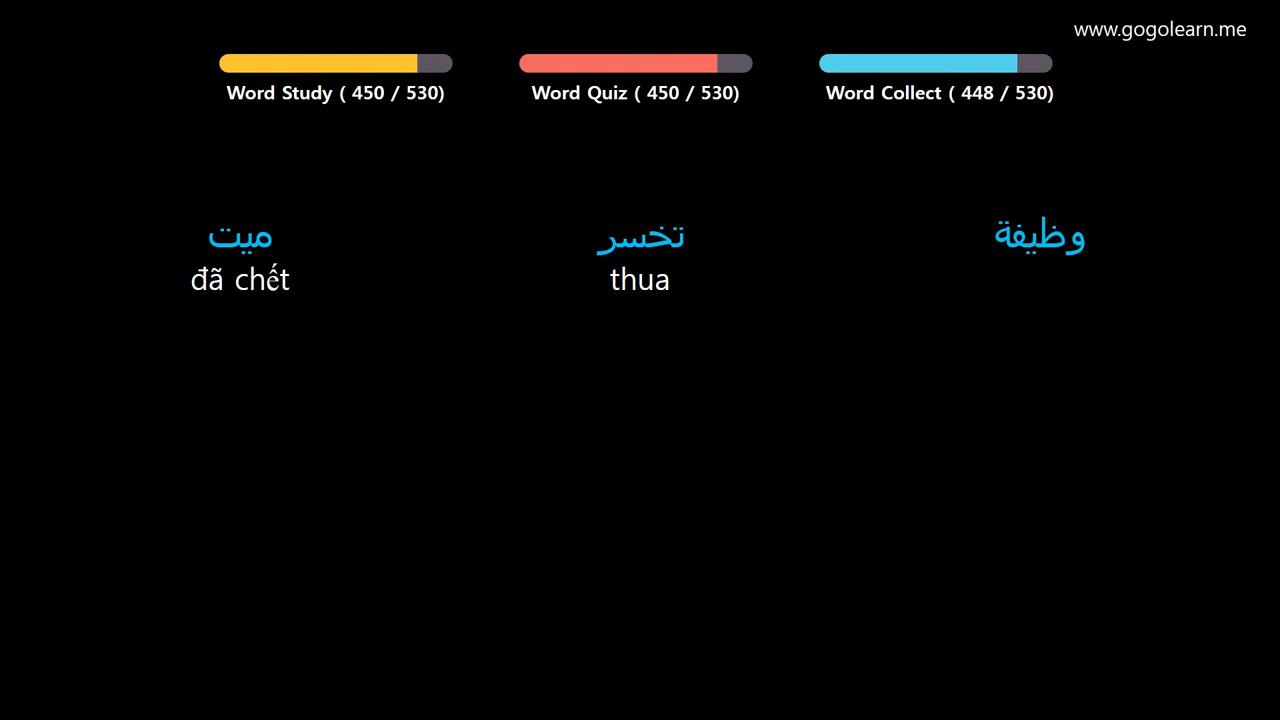 www.gogolearn.me
Word Study ( 450 / 530)
Word Quiz ( 450 / 530)
Word Collect ( 448 / 530)
ميت
đã chết
تخسر
thua
وظيفة